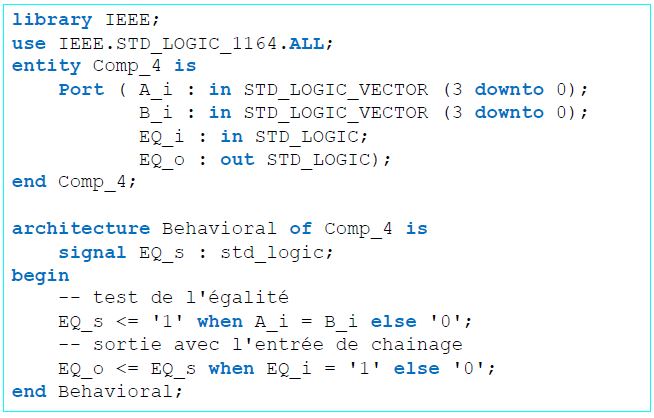 library IEEE;
use IEEE.STD_LOGIC_1164.ALL;
entity Comp_4 is
    Port ( A_i : in STD_LOGIC_VECTOR (3 downto 0);
           B_i : in STD_LOGIC_VECTOR (3 downto 0);
           EQ_i : in STD_LOGIC;
           EQ_o : out STD_LOGIC);
end Comp_4;

architecture Behavioral of Comp_4 is
    signal EQ_s : std_logic;
begin
    -- test de l'égalité
    EQ_s <= '1' when A_i = B_i else '0';
    -- sortie avec l'entrée de chainage
    EQ_o <= EQ_s when EQ_i = '1' else '0';
end Behavioral;